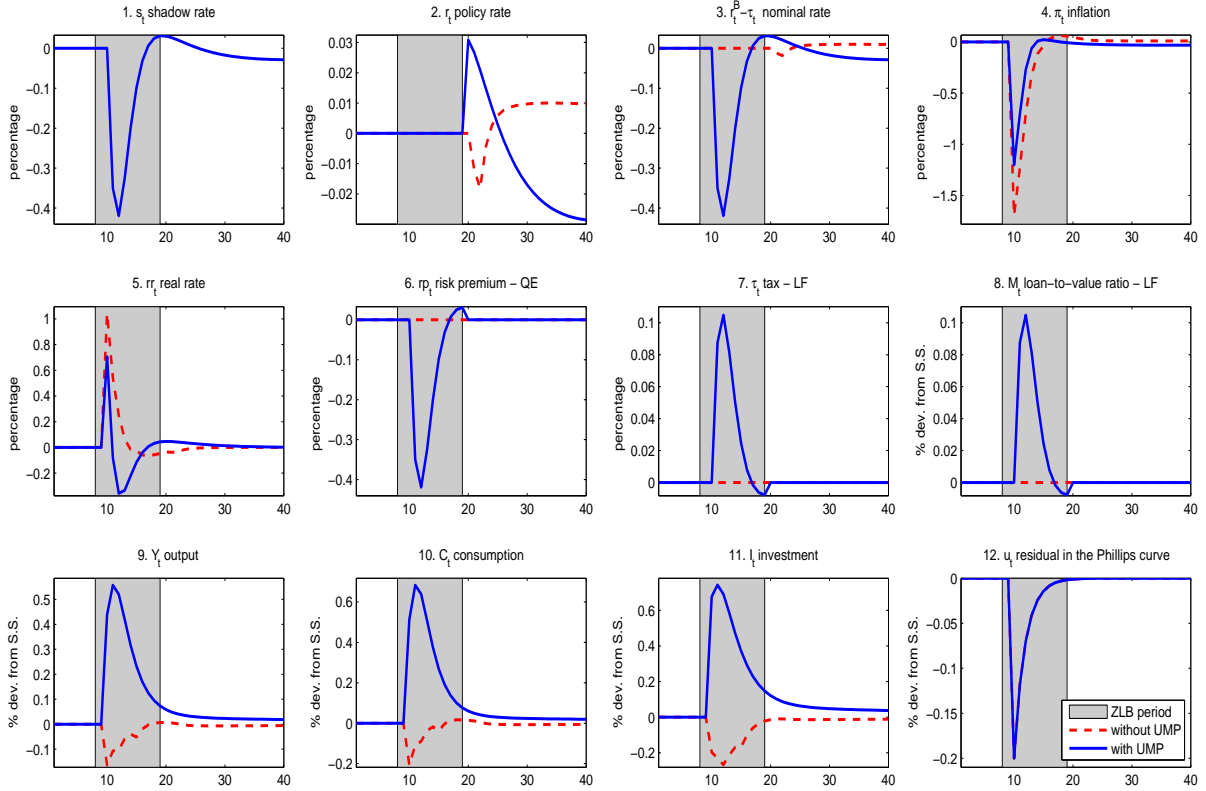 1. s_t shadow rate
percentage
0
−0.1
−0.2
−0.3
−0.4
10 20 30 40
2. r_t policy rate
percentage
0.03
0.02
0.01
0
−0.01
−0.02
10 20 30 40
3. r_t^B−τ_t nominal rate
percentage
0
−0.1
−0.2
−0.3
−0.4
10 20 30 40
4. π_t inflation
percentage
0
−0.5
−1
−1.5
10 20 30 40
5. rr_t real rate
percentage
1
0.8
0.6
0.4
0.2
0
−0.2
10 20 30 40
6. rp_t risk premium − QE
percentage
0
−0.1
−0.2
−0.3
−0.4
10 20 30 40
7. τ_t tax − LF
percentage
0.1
0.08
0.06
0.04
0.02
0
10 20 30 40
8. M_t loan−to−value ratio − LF
% dev. from S.S.
0.1
0.08
0.06
0.04
0.02
0
10 20 30 40
9. Y_t output
% dev. from S.S.
0.5
0.4
0.3
0.2
0.1
0
−0.1
10 20 30 40
10. C_t consumption
% dev. from S.S.
0.6
0.4
0.2
0
−0.2
10 20 30 40
11. I_t investment
% dev. from S.S.
0.6
0.4
0.2
0
−0.2
10 20 30 40
12. u_t residual in the Phillips curve
% dev. from S.S.
0
−0.05
−0.1
−0.15
−0.2
10 20 30 40
ZLB period
without UMP
with UMP